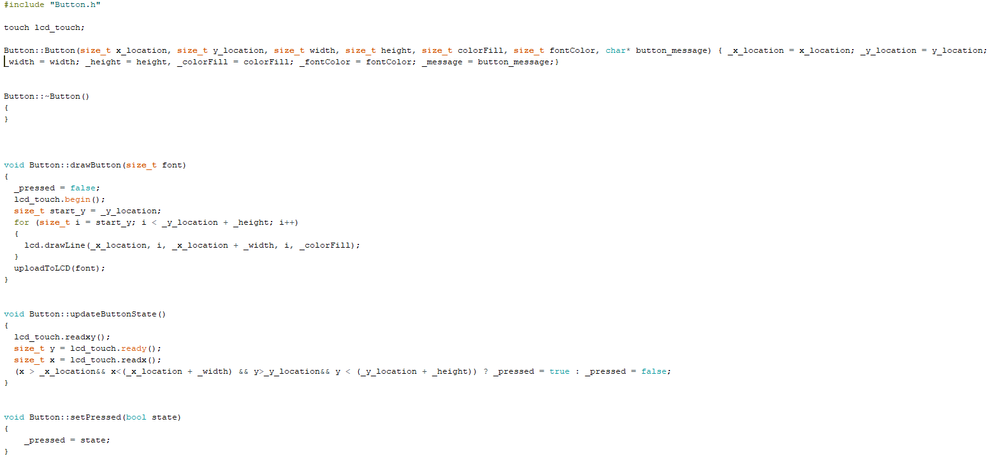 #include "Button.h"
touch lcd_touch;
Button::Button(size_t x_location, size_t y_location, size_t width, size_t height, size_t colorFill, size_t fontColor, char* button_message) { _x_location = x_location; _y_location = y_location;
_width = width; _height = height, _colorFill = colorFill; _fontColor = fontColor; _message = button_message;}
Button::~Button()
{
}
void Button::drawButton(size_t font)
{
_pressed = false;
lcd_touch.begin();
size_t start_y = _y_location;
for (size_t i = start_y; i < _y_location + _height; i++)
{
lcd.drawLine(_x_location, i, _x_location + _width, i, _colorFill);
}
uploadToLCD(font);
}
void Button::updateButtonState()
{
lcd_touch.readxy();
size_t y = lcd_touch.ready();
size_t x = lcd_touch.readx();
(x > _x_location&& x<(_x_location + _width) && y>_y_location&& y < (_y_location + _height)) ? _pressed = true : _pressed = false;
}
void Button::setPressed(bool state)
{
_pressed = state;
}